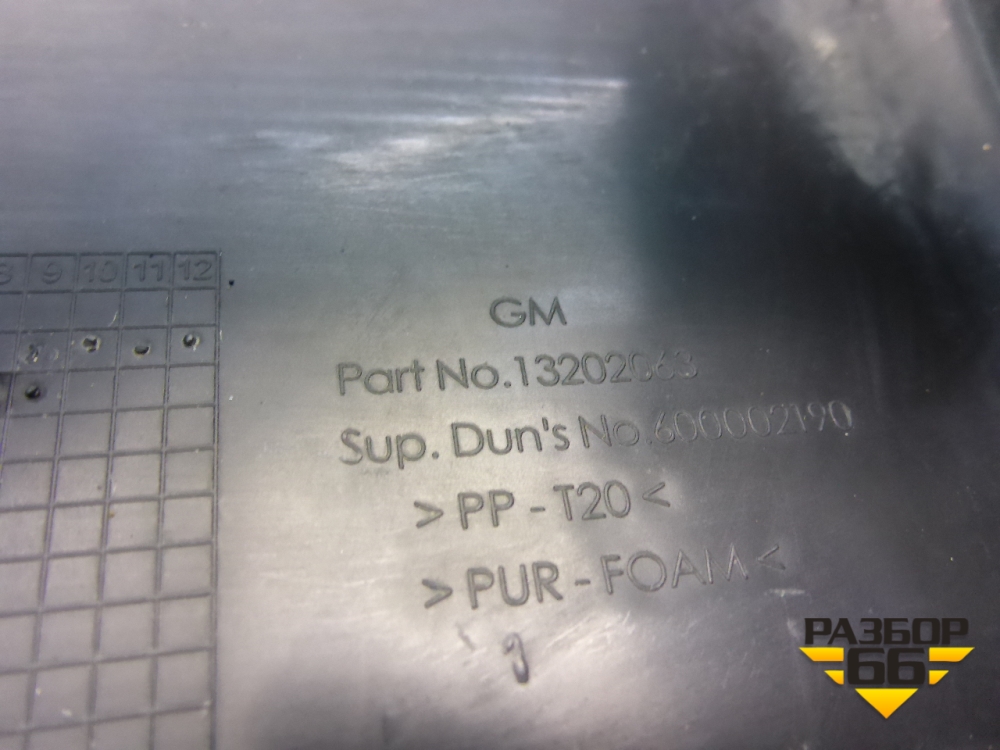 9 10 11 12
GM
Part No.13202063
Sup. Dun's No.600002190
>PP-T20<
>PUR-FOAM<
РАЗБОР
66